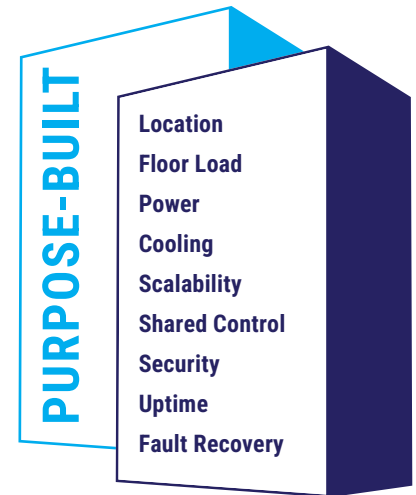 PURPOSE-BUILT
Location
Floor Load
Power
Cooling
Scalability
Shared Control
Security
Uptime
Fault Recovery